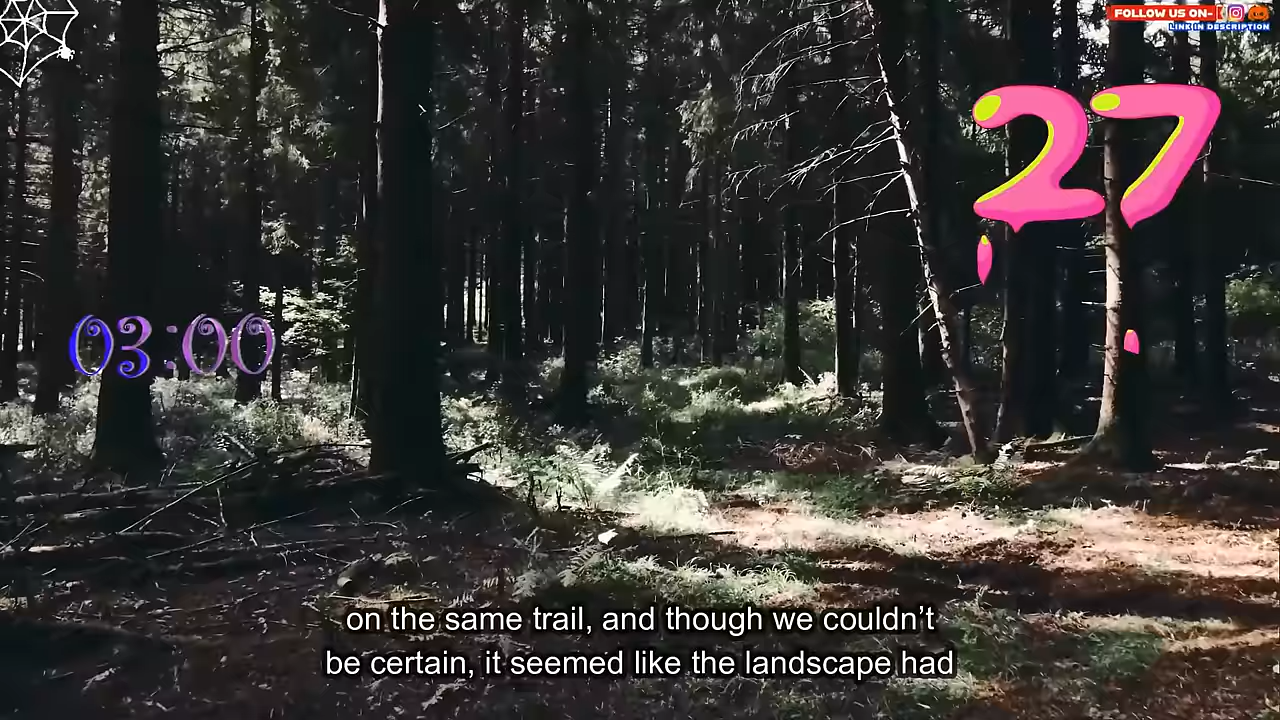 FOLLOW US ON-
LINK IN DESCRIPTION
27
03:00
on the same trail, and though we couldn’t
be certain, it seemed like the landscape had